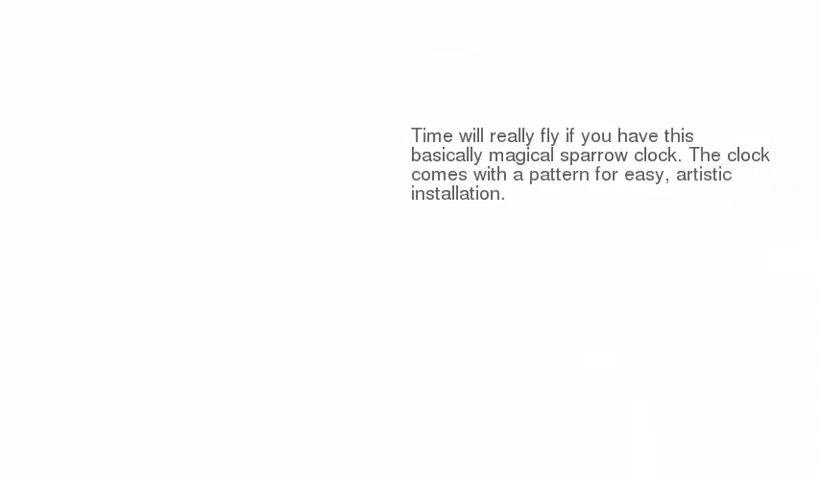 Time will really fly if you have this
basically magical sparrow clock. The clock
comes with a pattern for easy, artistic
installation.